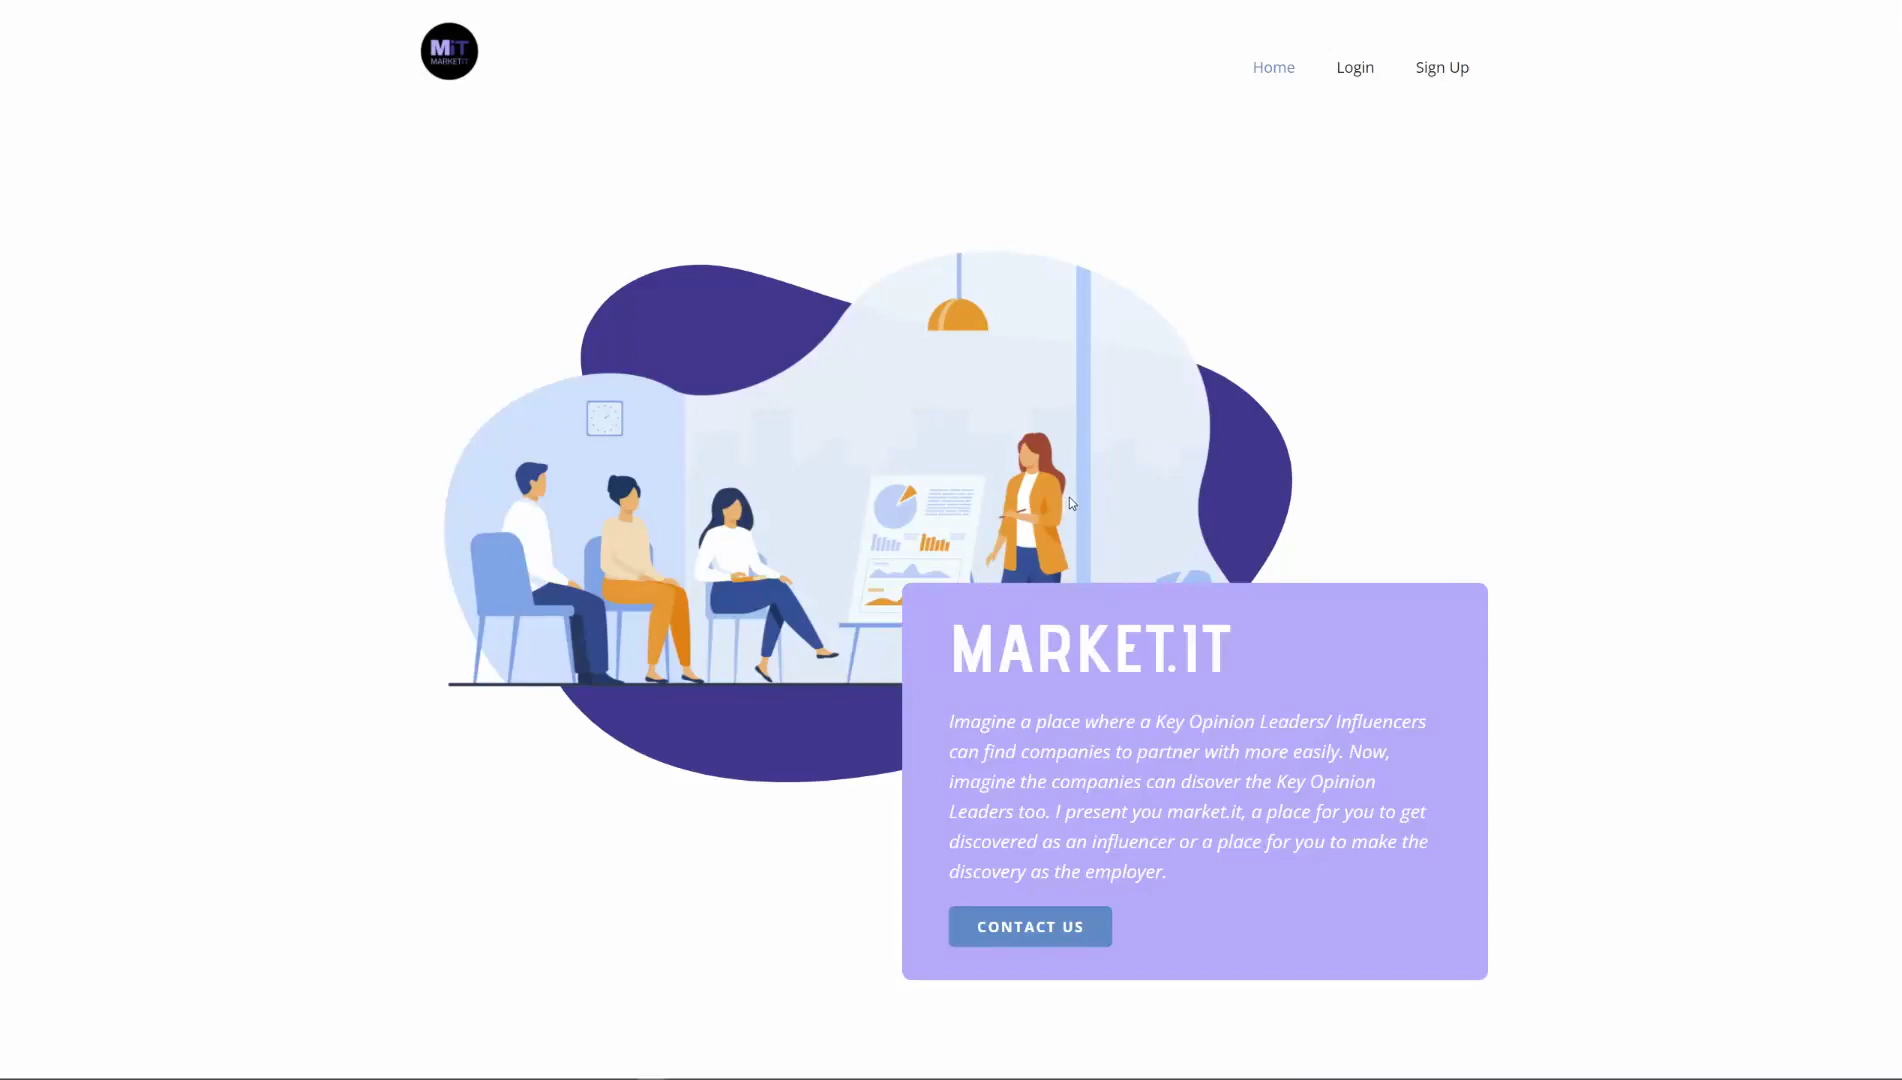 MiT
MARKETIT
Home
Login
Sign Up
MARKET.IT
Imagine a place where a Key Opinion Leaders/ Influencers
can find companies to partner with more easily. Now,
imagine the companies can disover the Key Opinion
Leaders too. I present you market.it, a place for you to get
discovered as an influencer or a place for you to make the
discovery as the employer.
CONTACT US